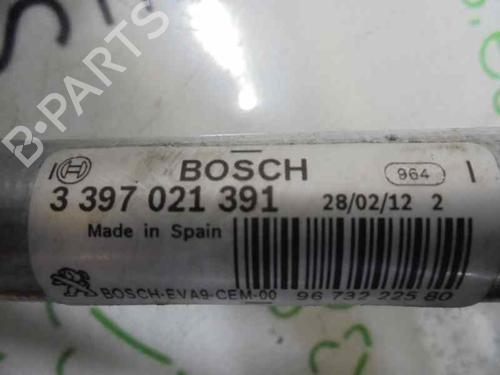 B-PARTS
BOSCH 964
3 397 021 391 28/02/12 2
Made in Spain
BOSCH-EVA9-CEM-00 96 732 225 80